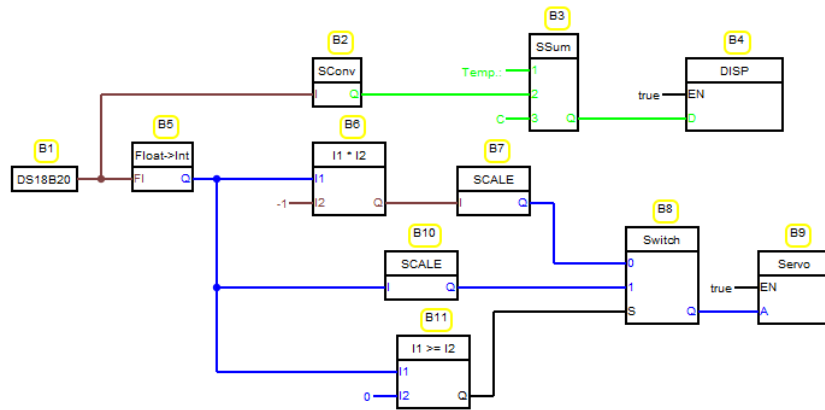 B1
DS18B20
B2
SConv
I
Q
B3
SSum
Temp.:
1
2
C
3
Q
B4
DISP
true
EN
D
B5
Float->Int
FI
Q
B6
I1 * I2
I1
-1
I2
Q
B7
SCALE
I
Q
B8
Switch
0
1
S
Q
B9
Servo
true
EN
A
B10
SCALE
I
Q
B11
I1 >= I2
I1
0
I2
Q